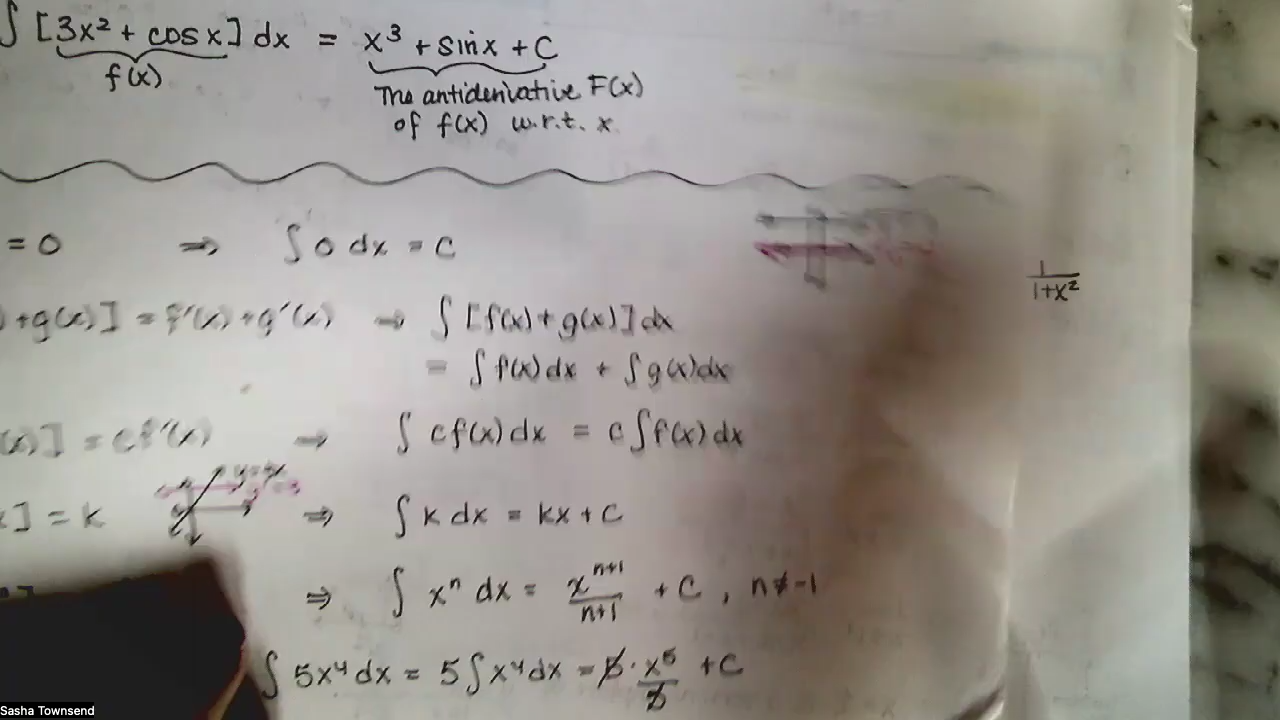 ∫ [3x² + cos x] dx = x³ + sin x + C
f(x)
The antiderivative F(x)
of f(x) w.r.t. x
= 0 ⇒ ∫ 0 dx = C
1/(1+x²)
) + g(x)] = f'(x) + g'(x) ⇒ ∫ [f(x) + g(x)] dx
= ∫ f(x) dx + ∫ g(x) dx
(x)] = c f'(x) ⇒ ∫ c f(x) dx = c ∫ f(x) dx
] = k ⇒ ∫ k dx = kx + C
⇒ ∫ xⁿ dx = xⁿ⁺¹/(n+1) + C , n ≠ -1
∫ 5x⁴ dx = 5 ∫ x⁴ dx = 5 · x⁵/5 + C
Sasha Townsend